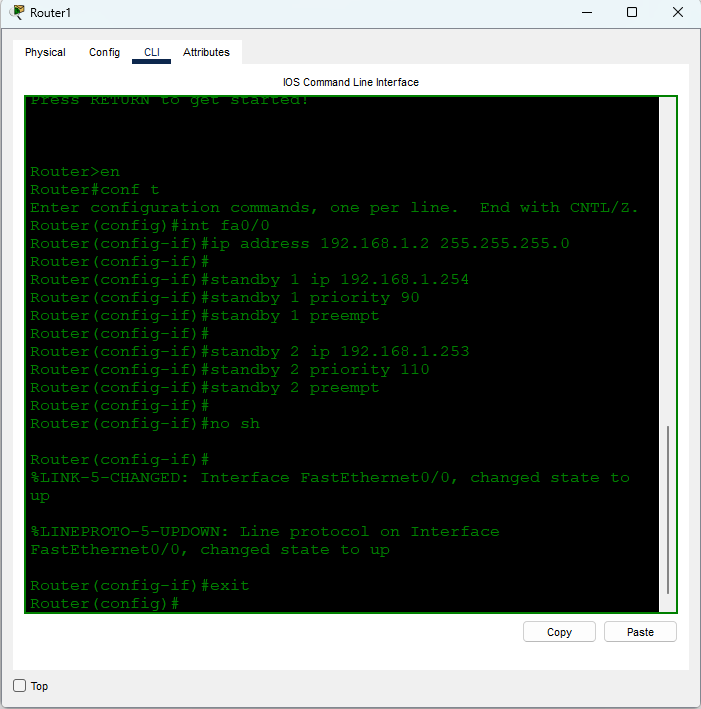 Router1
Physical Config CLI Attributes
IOS Command Line Interface
Press RETURN to get started!
Router>en
Router#conf t
Enter configuration commands, one per line.  End with CNTL/Z.
Router(config)#int fa0/0
Router(config-if)#ip address 192.168.1.2 255.255.255.0
Router(config-if)#
Router(config-if)#standby 1 ip 192.168.1.254
Router(config-if)#standby 1 priority 90
Router(config-if)#standby 1 preempt
Router(config-if)#
Router(config-if)#standby 2 ip 192.168.1.253
Router(config-if)#standby 2 priority 110
Router(config-if)#standby 2 preempt
Router(config-if)#
Router(config-if)#no sh
Router(config-if)#
%LINK-5-CHANGED: Interface FastEthernet0/0, changed state to
up
%LINEPROTO-5-UPDOWN: Line protocol on Interface
FastEthernet0/0, changed state to up
Router(config-if)#exit
Router(config)#
Copy Paste
Top